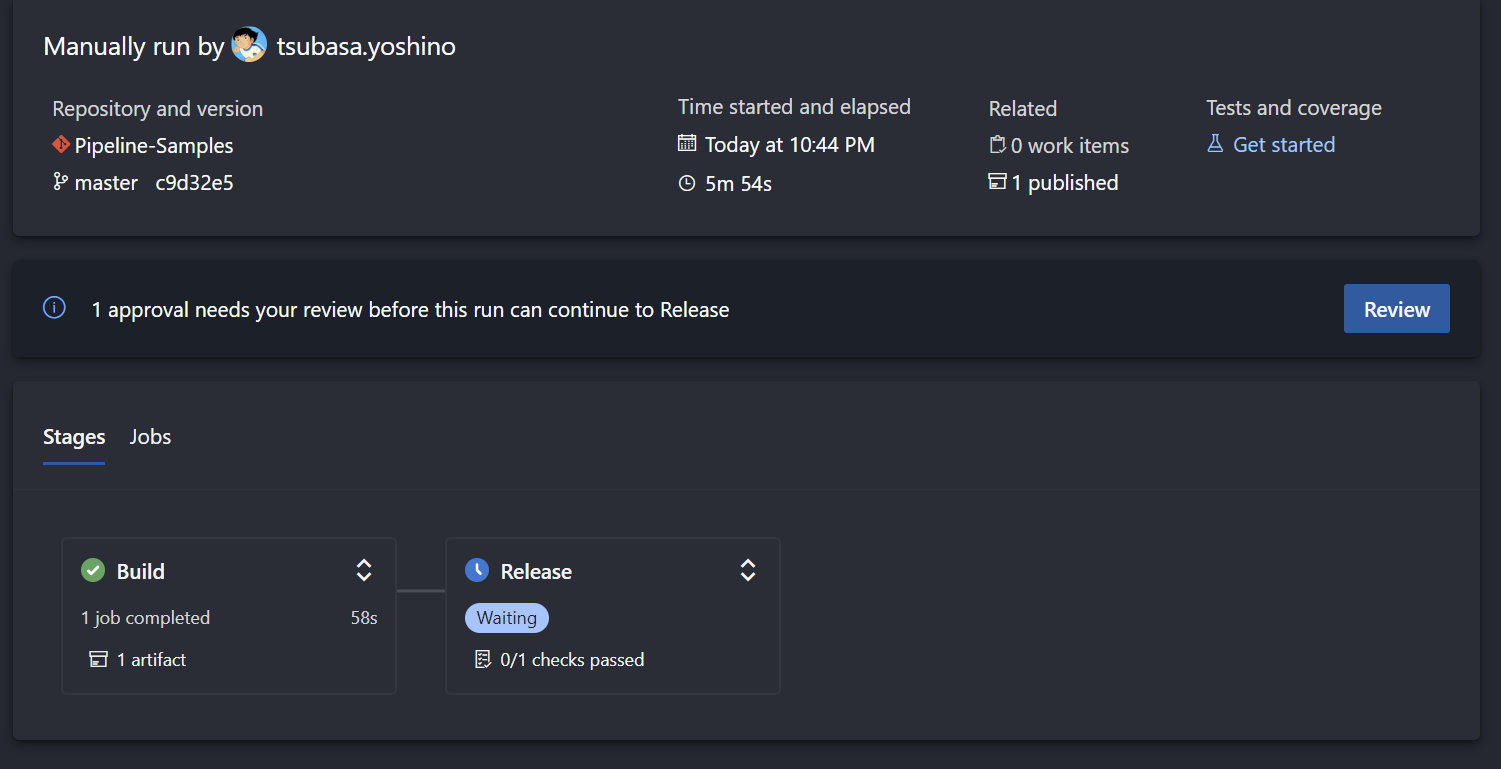 Manually run by tsubasa.yoshino
Repository and version
Pipeline-Samples
master c9d32e5
Time started and elapsed
Today at 10:44 PM
5m 54s
Related
0 work items
1 published
Tests and coverage
Get started
1 approval needs your review before this run can continue to Release
Review
Stages Jobs
Build
1 job completed 58s
1 artifact
Release
Waiting
0/1 checks passed